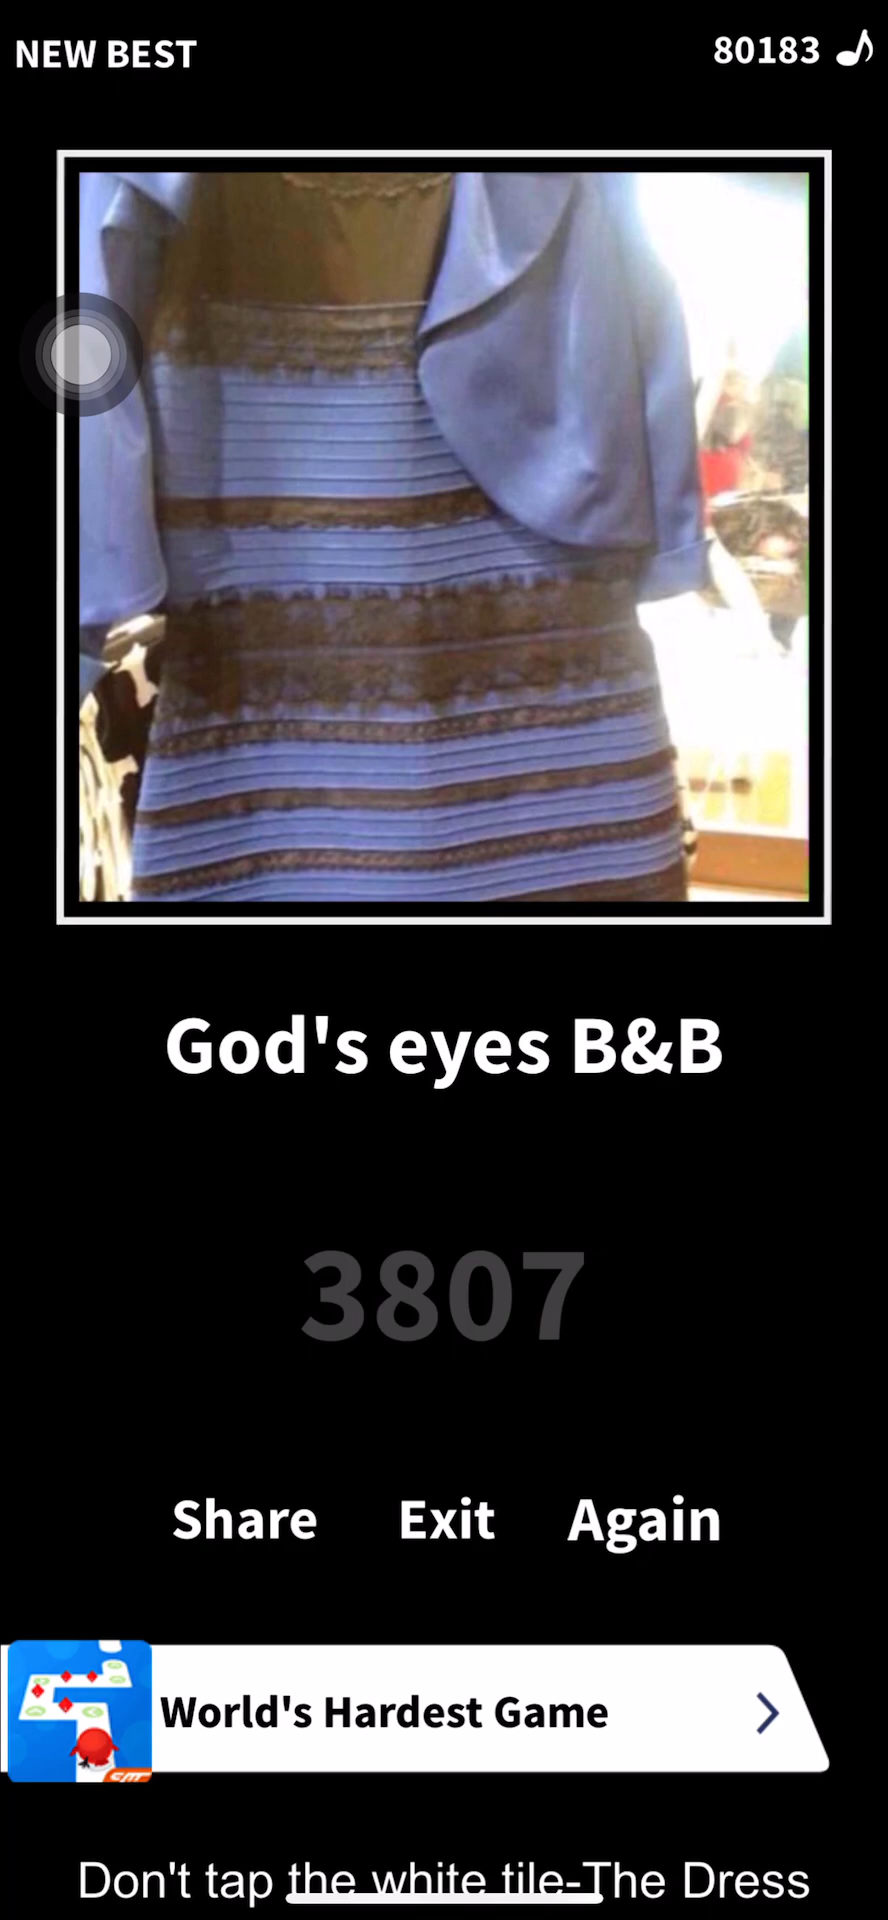 NEW BEST
80183
God's eyes B&B
3807
Share Exit Again
World's Hardest Game
Don't tap the white tile-The Dress